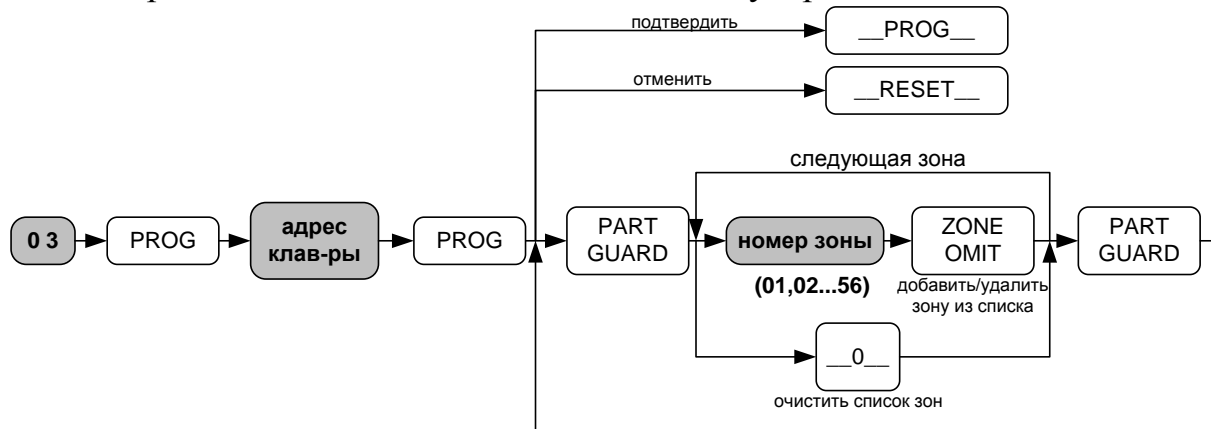 подтвердить
__PROG__
отменить
__RESET__
следующая зона
0 3
PROG
адрес
клав-ры
PROG
PART
GUARD
номер зоны
(01,02...56)
ZONE
OMIT
добавить/удалить
зону из списка
PART
GUARD
__0__
очистить список зон